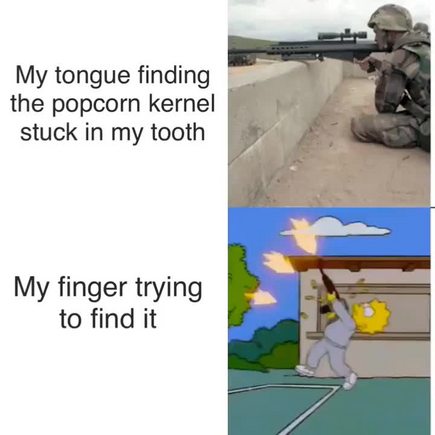 My tongue finding
the popcorn kernel
stuck in my tooth
My finger trying
to find it